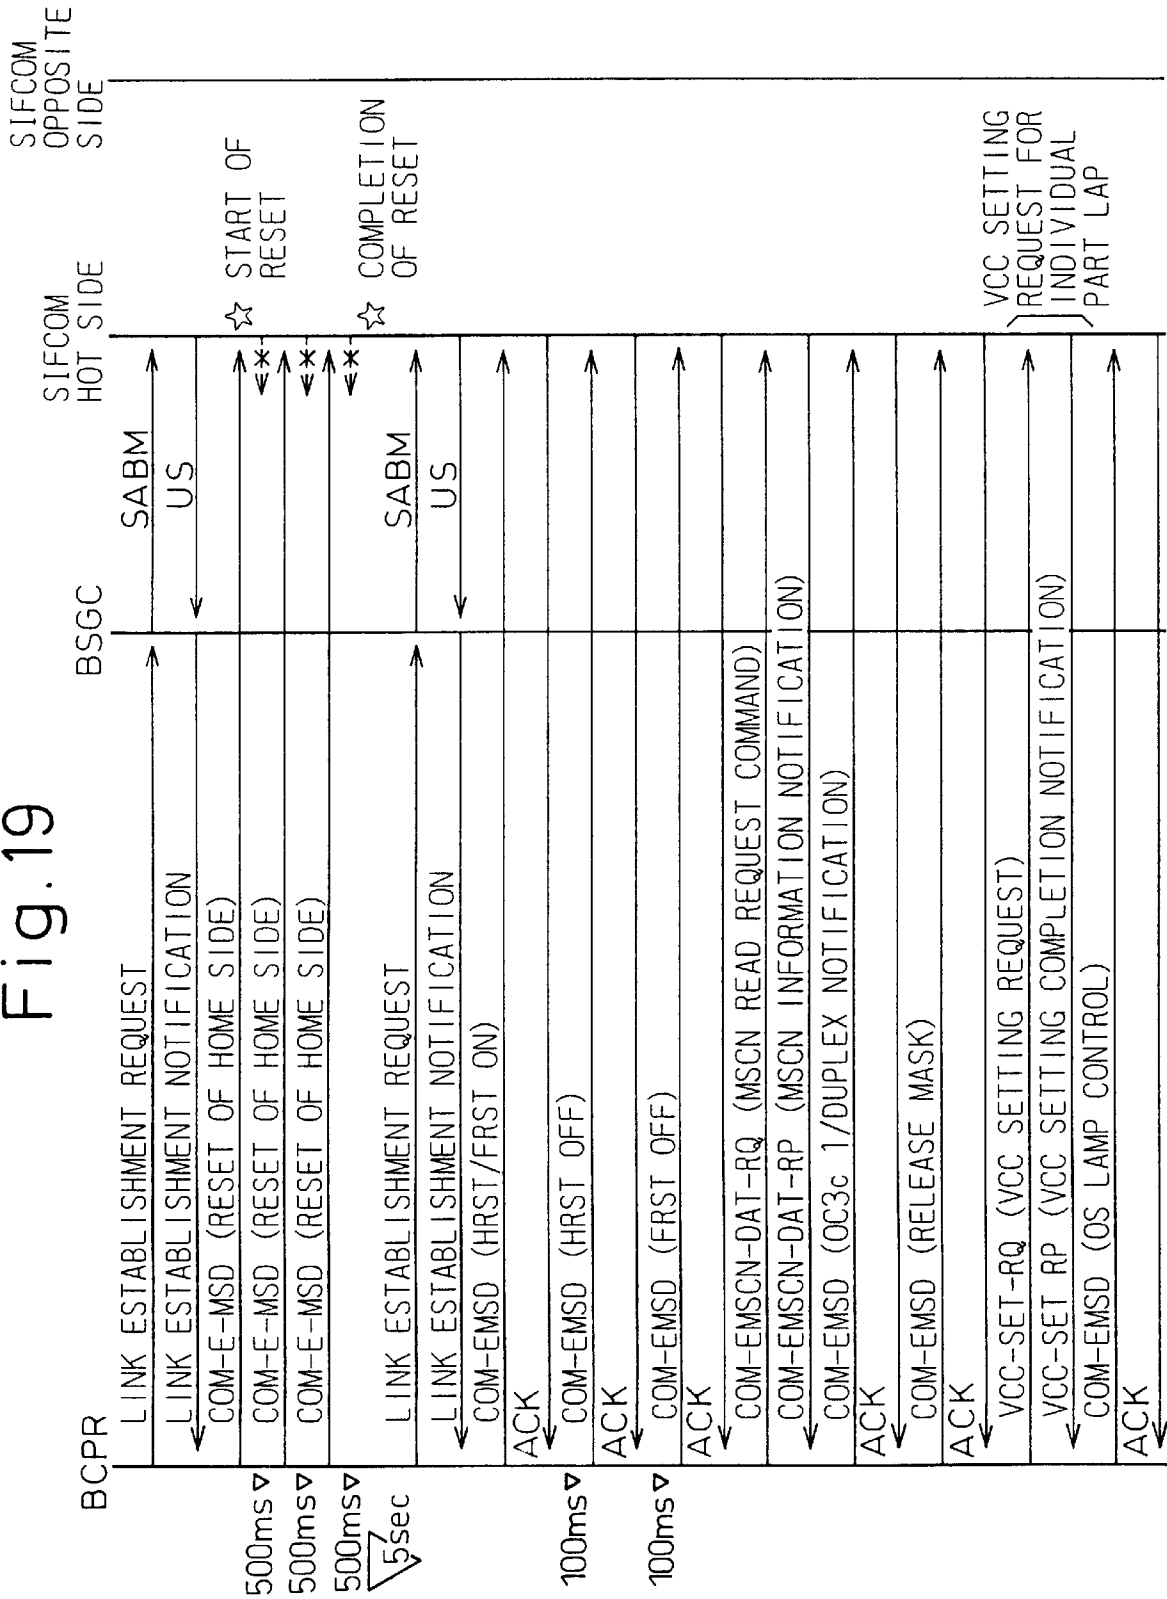 Fig.19
BCPR
BSGC
SIFCOM
HOT SIDE
SIFCOM
OPPOSITE
SIDE
LINK ESTABLISHMENT REQUEST
SABM
LINK ESTABLISHMENT NOTIFICATION
US
COM-E-MSD (RESET OF HOME SIDE)
☆ START OF
RESET
500ms
COM-E-MSD (RESET OF HOME SIDE)
500ms
COM-E-MSD (RESET OF HOME SIDE)
500ms
5sec
☆ COMPLETION
OF RESET
LINK ESTABLISHMENT REQUEST
SABM
LINK ESTABLISHMENT NOTIFICATION
US
COM-EMSD (HRST/FRST ON)
ACK
100ms
COM-EMSD (HRST OFF)
ACK
100ms
COM-EMSD (FRST OFF)
ACK
COM-EMSCN-DAT-RQ (MSCN READ REQUEST COMMAND)
COM-EMSCN-DAT-RP (MSCN INFORMATION NOTIFICATION)
COM-EMSD (OC3c 1/DUPLEX NOTIFICATION)
ACK
COM-EMSD (RELEASE MASK)
ACK
VCC-SET-RQ (VCC SETTING REQUEST)
VCC-SET RP (VCC SETTING COMPLETION NOTIFICATION)
VCC SETTING
REQUEST FOR
INDIVIDUAL
PART LAP
COM-EMSD (OS LAMP CONTROL)
ACK